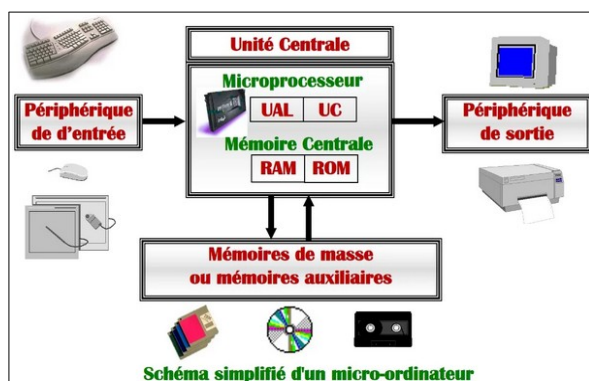 Unité Centrale
Microprocesseur
UAL UC
Mémoire Centrale
RAM ROM
Périphérique
de d'entrée
Périphérique
de sortie
Mémoires de masse
ou mémoires auxiliaires
Schéma simplifié d'un micro-ordinateur